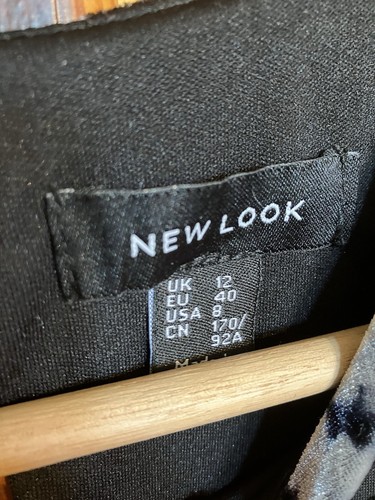 NEW LOOK
UK 12
EU 40
USA 8
CN 170/
92A